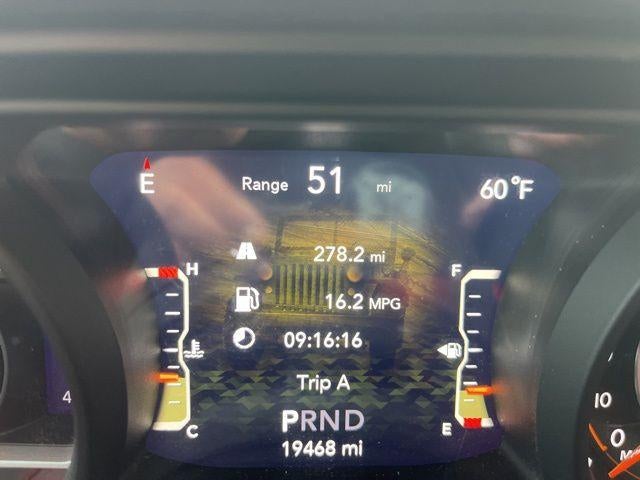 E
Range 51 mi
60°F
278.2 mi
H
F
16.2 MPG
09:16:16
Trip A
4
10
0
C
PRND
E
19468 mi